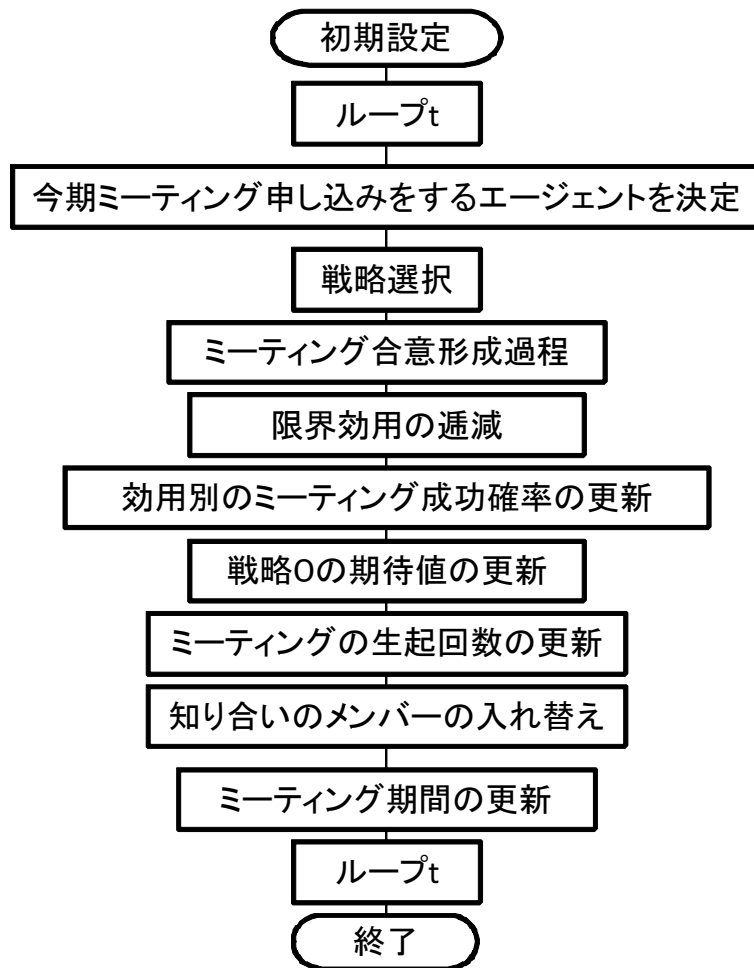 初期設定
ループt
今期ミーティング申し込みをするエージェントを決定
戦略選択
ミーティング合意形成過程
限界効用の逓減
効用別のミーティング成功確率の更新
戦略Oの期待値の更新
ミーティングの生起回数の更新
知り合いのメンバーの入れ替え
ミーティング期間の更新
ループt
終了